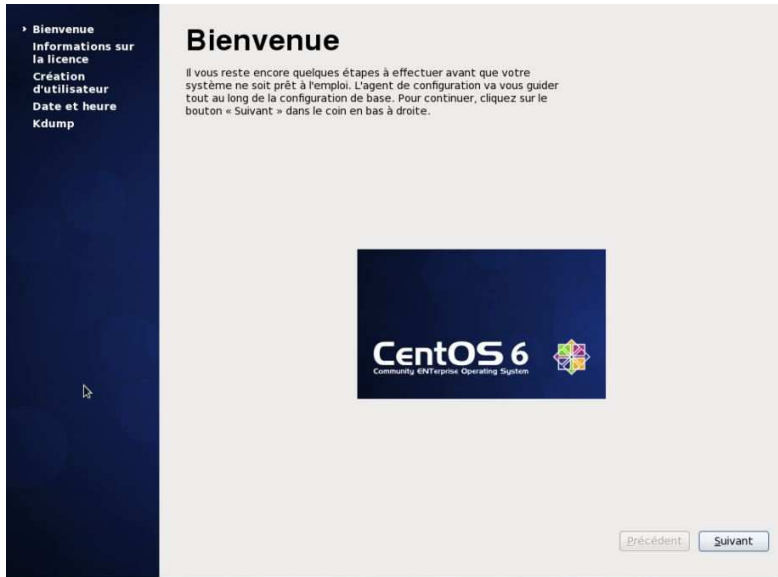 Bienvenue
Informations sur
la licence
Création
d'utilisateur
Date et heure
Kdump
Bienvenue
Il vous reste encore quelques étapes à effectuer avant que votre
système ne soit prêt à l'emploi. L'agent de configuration va vous guider
tout au long de la configuration de base. Pour continuer, cliquez sur le
bouton « Suivant » dans le coin en bas à droite.
CentOS 6
Community ENTerprise Operating System
Précédent
Suivant